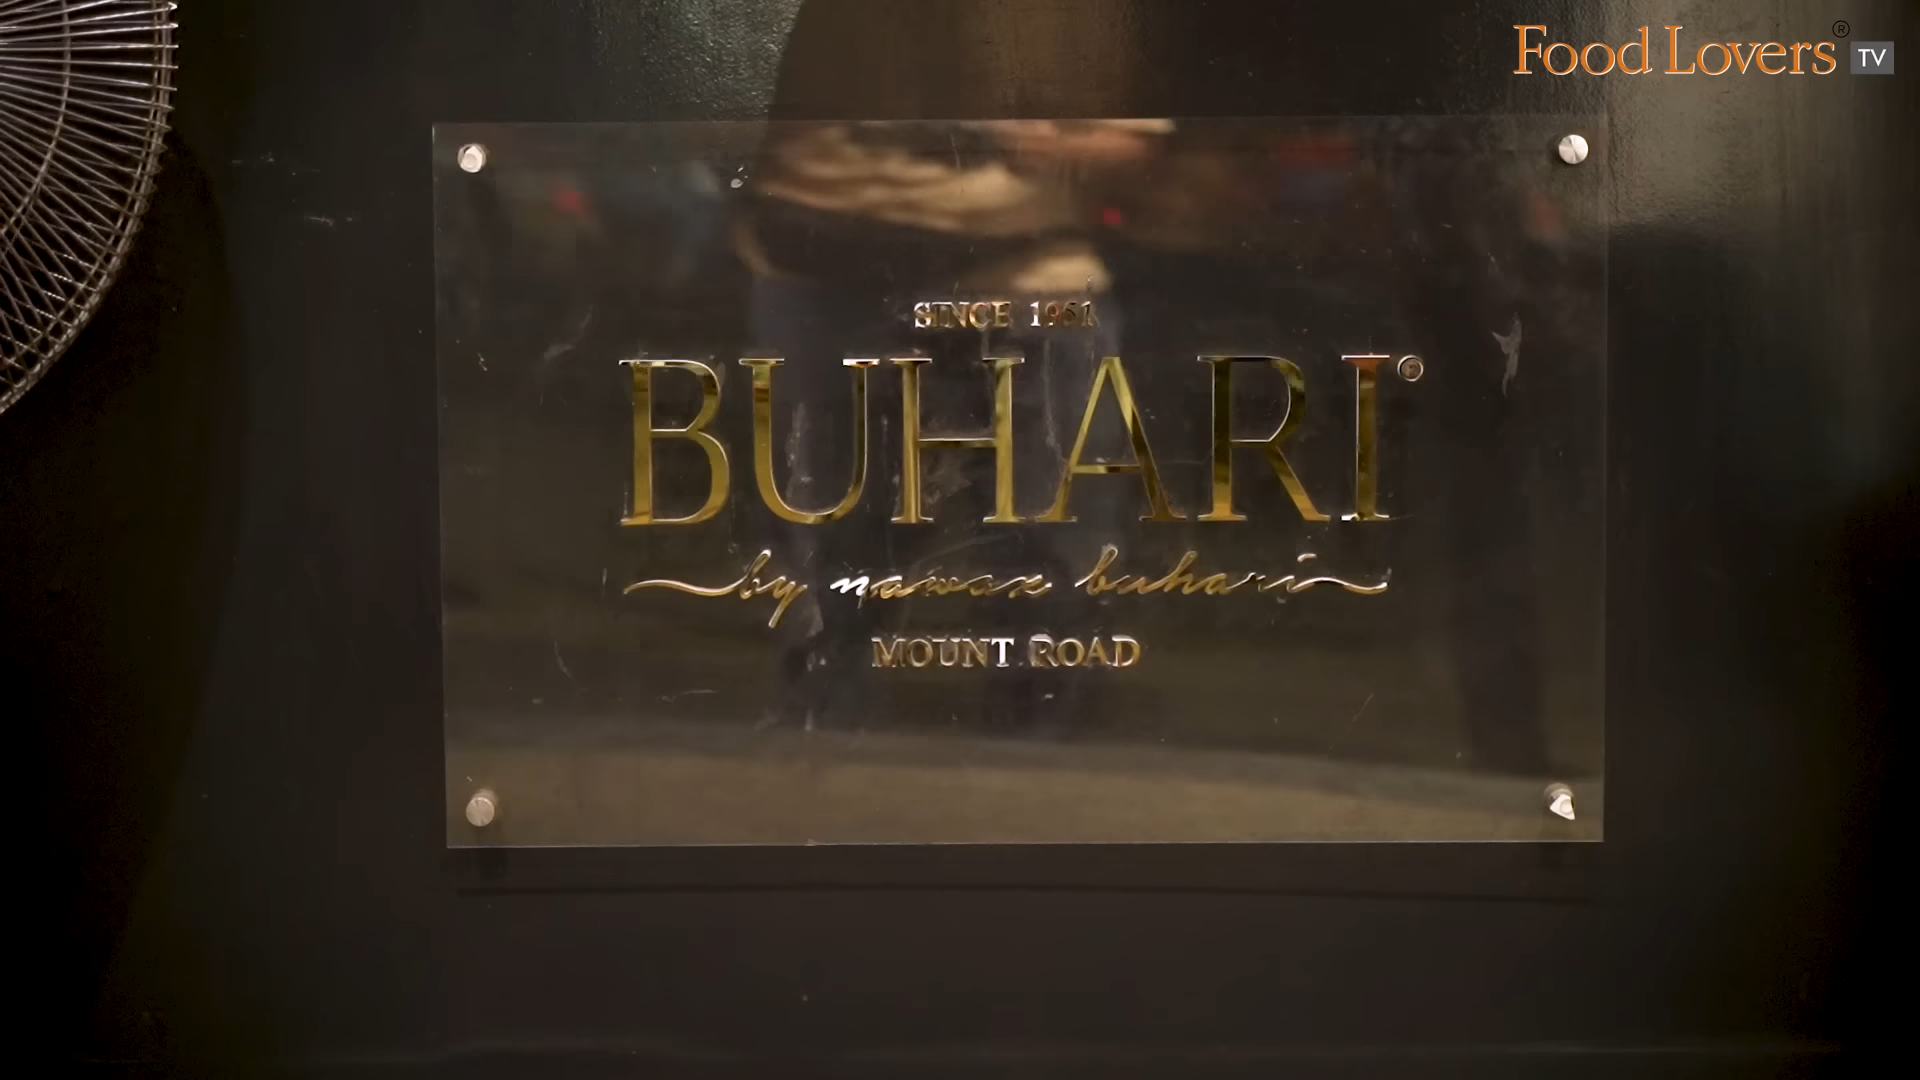 Food Lovers® TV
SINCE 1951
BUHARI®
by nawaz buhari
MOUNT ROAD